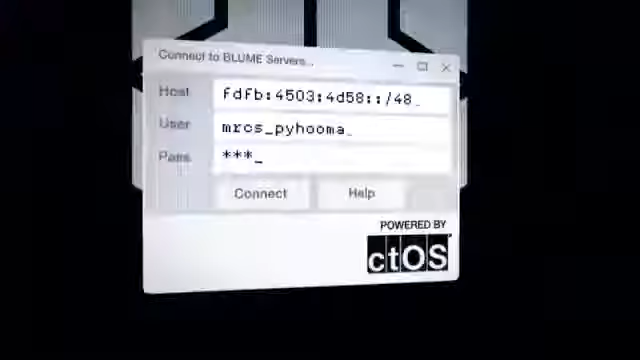 Connect to BLUME Servers...
Host fdfb:4503:4d58::/48_
User mrcs_pyhooma_
Pass ***_
Connect Help
POWERED BY
ctOS